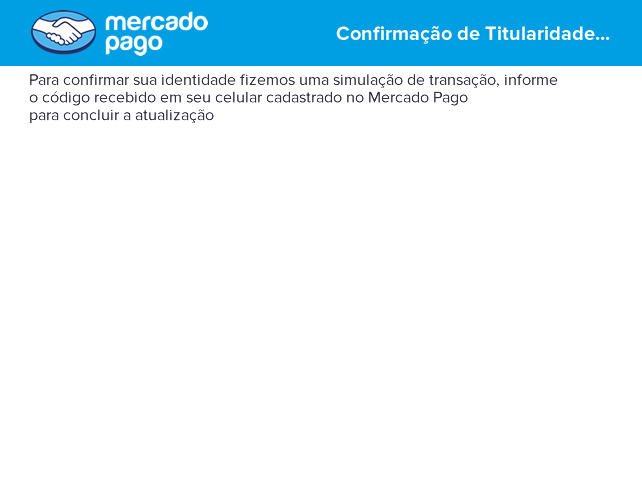 mercado
pago
Confirmação de Titularidade...
Para confirmar sua identidade fizemos uma simulação de transação, informe
o código recebido em seu celular cadastrado no Mercado Pago
para concluir a atualização